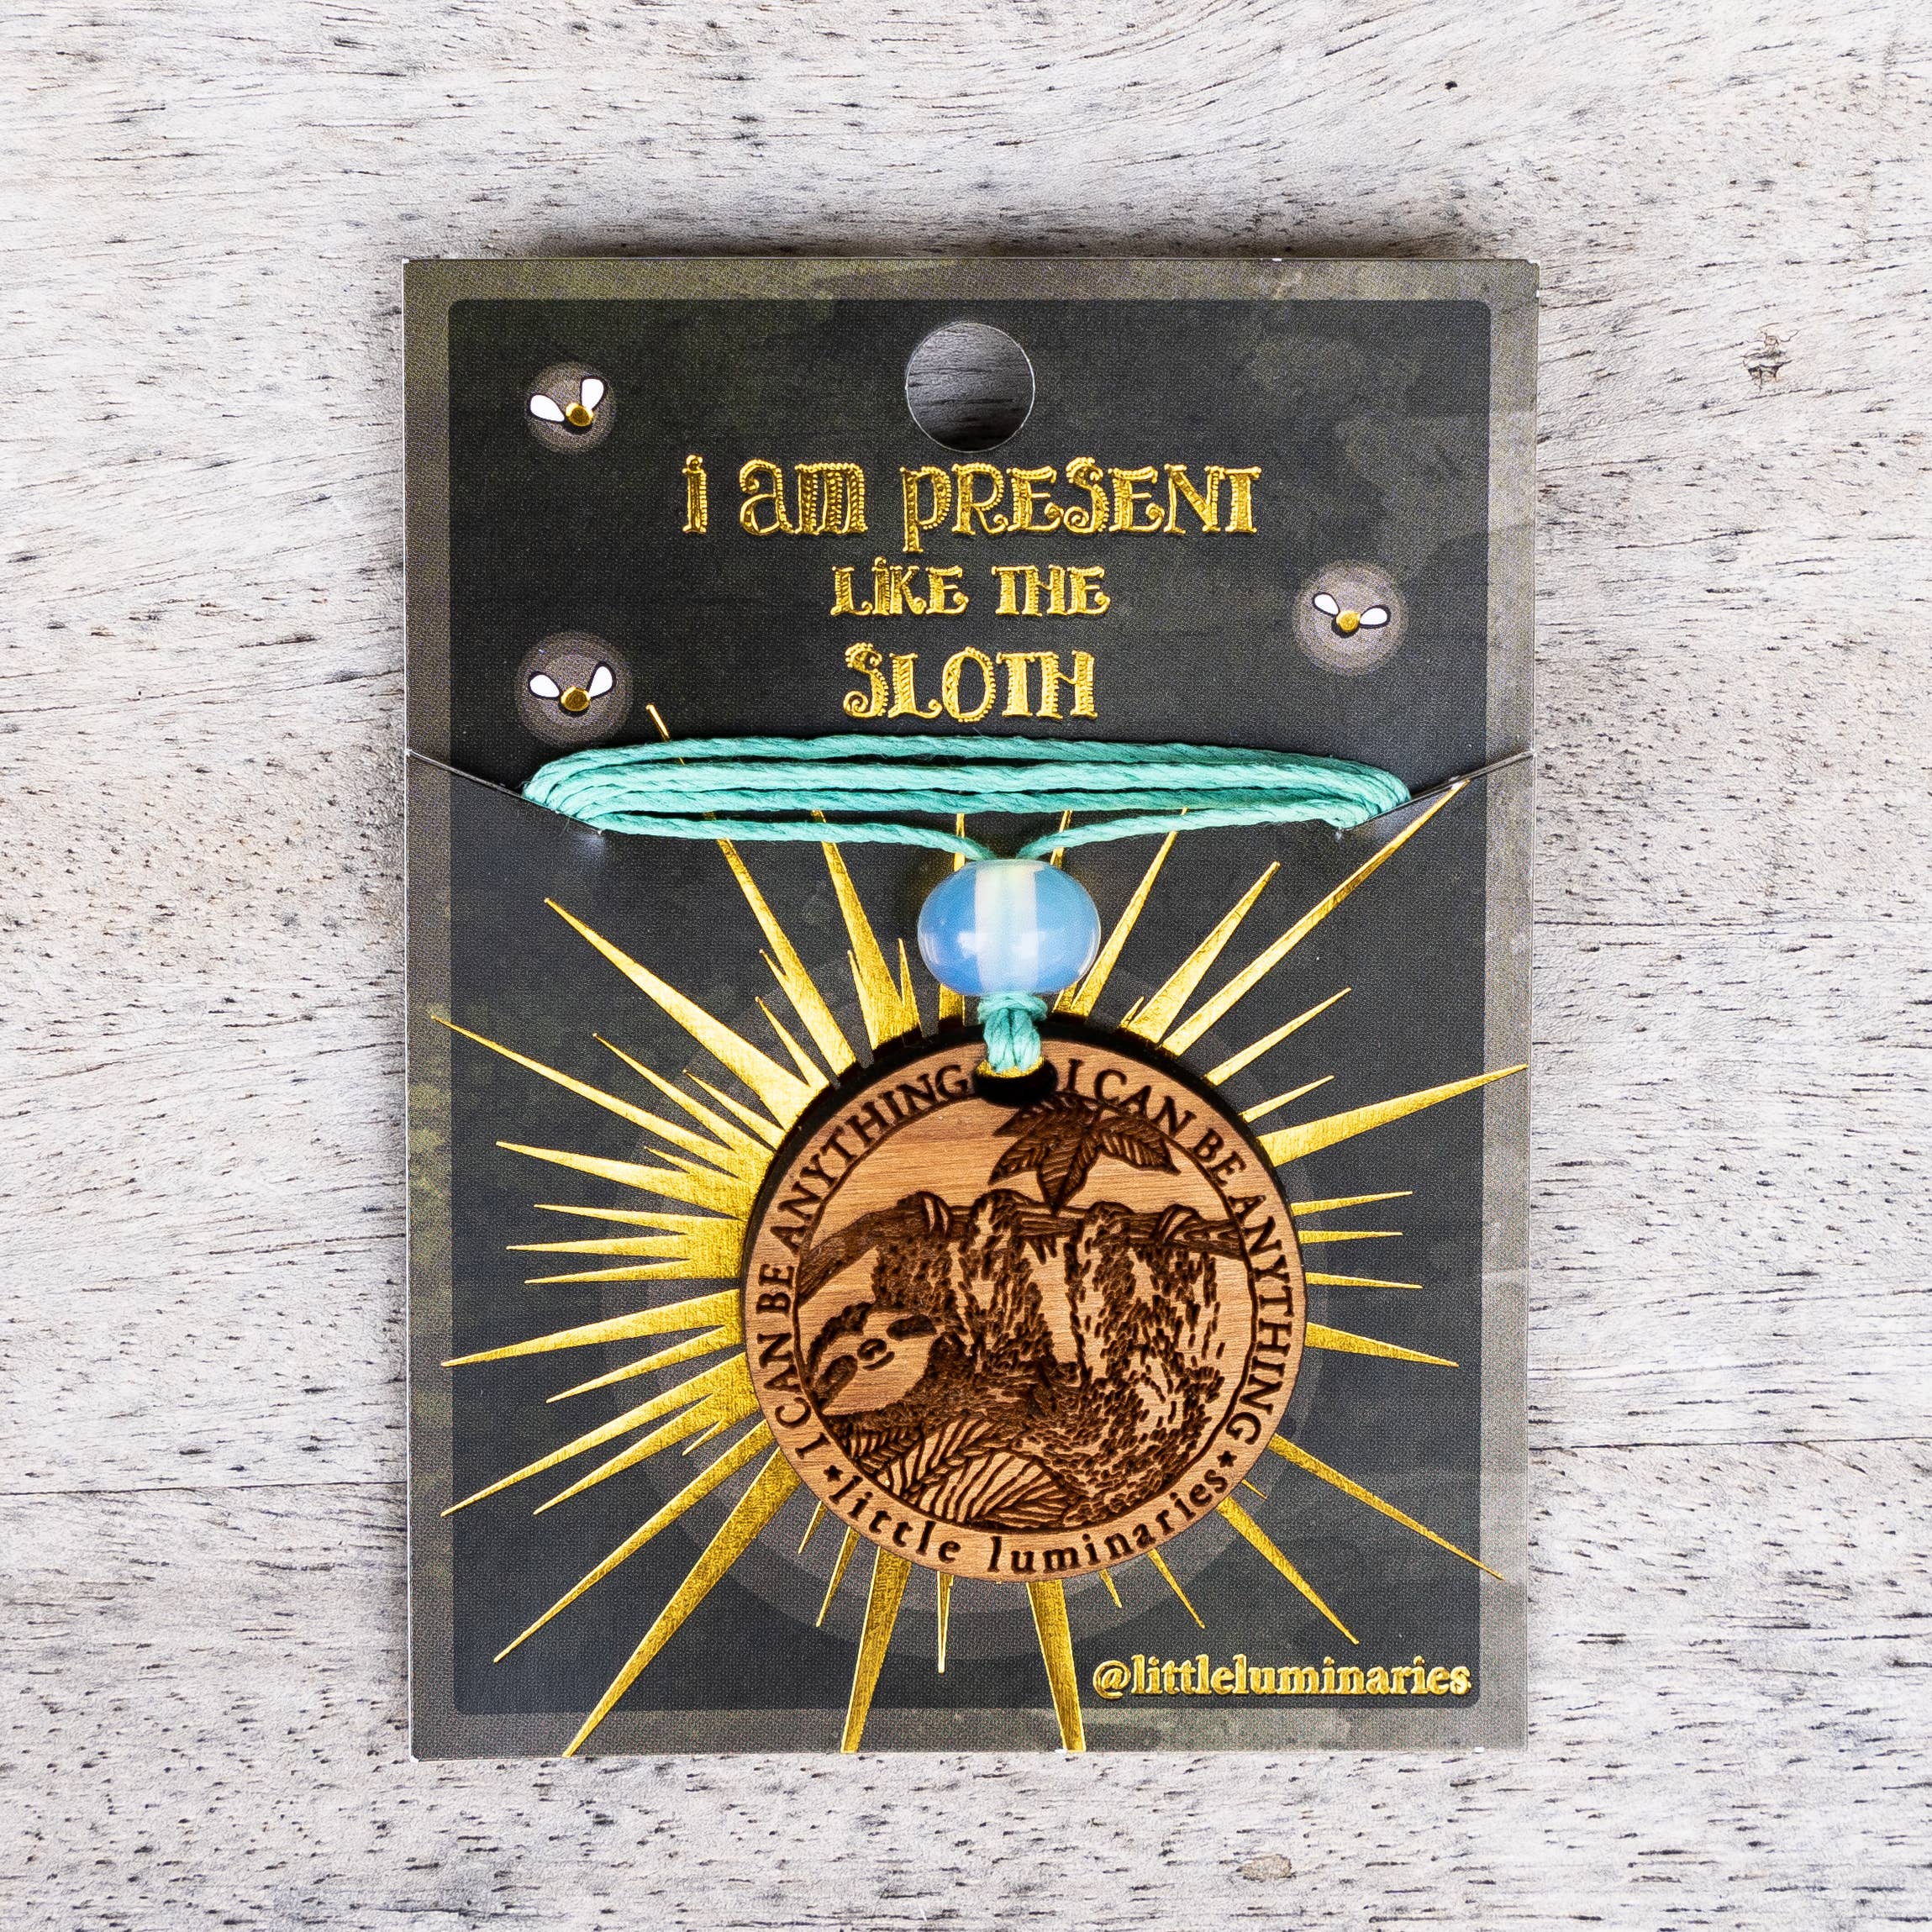 i am PRESENT
LiKE THE
SLOTH
I CAN BE ANYTHING I CAN BE ANYTHING
★ little luminaries ★
@littleluminaries